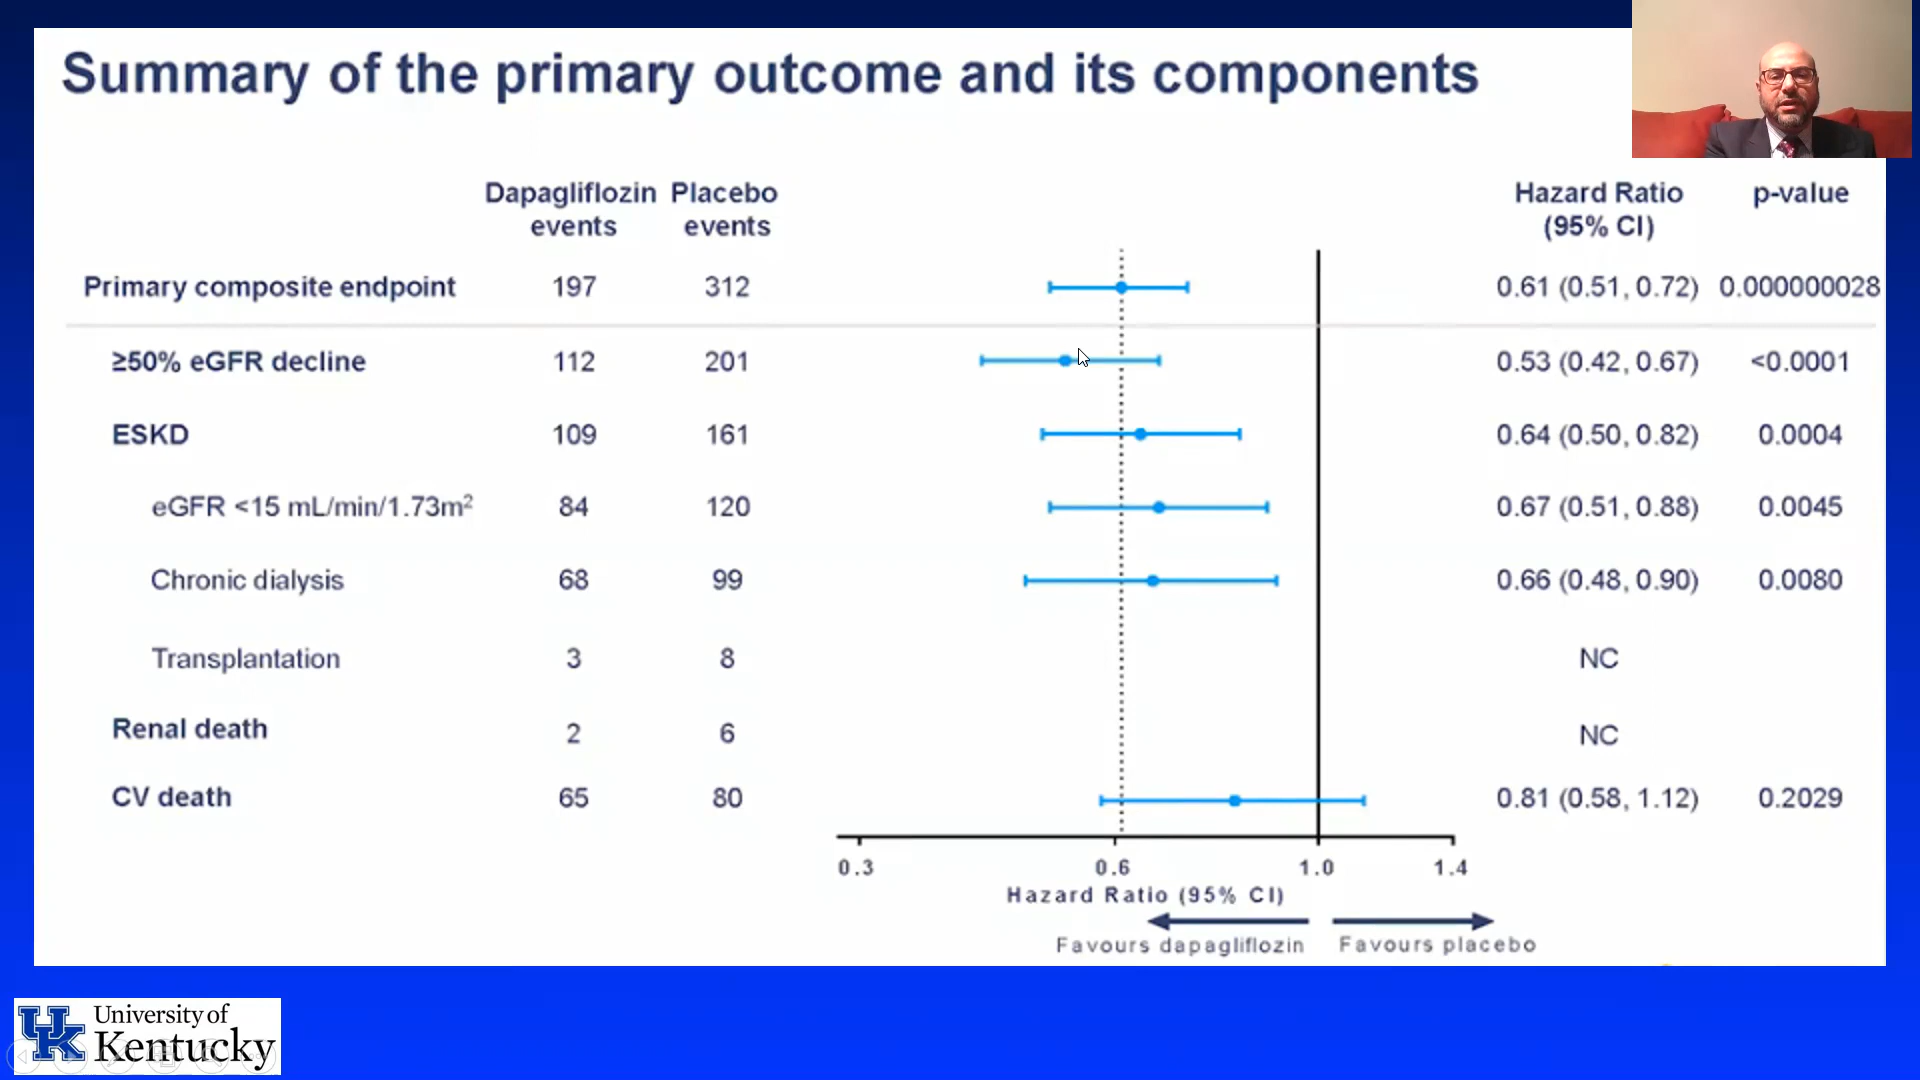 Summary of the primary outcome and its components
Dapagliflozin events Placebo events Hazard Ratio (95% CI) p-value
Primary composite endpoint 197 312 0.61 (0.51, 0.72) 0.000000028
≥50% eGFR decline 112 201 0.53 (0.42, 0.67) <0.0001
ESKD 109 161 0.64 (0.50, 0.82) 0.0004
eGFR <15 mL/min/1.73m² 84 120 0.67 (0.51, 0.88) 0.0045
Chronic dialysis 68 99 0.66 (0.48, 0.90) 0.0080
Transplantation 3 8 NC
Renal death 2 6 NC
CV death 65 80 0.81 (0.58, 1.12) 0.2029
0.3 0.6 1.0 1.4
Hazard Ratio (95% CI)
Favours dapagliflozin Favours placebo
UK University of
Kentucky